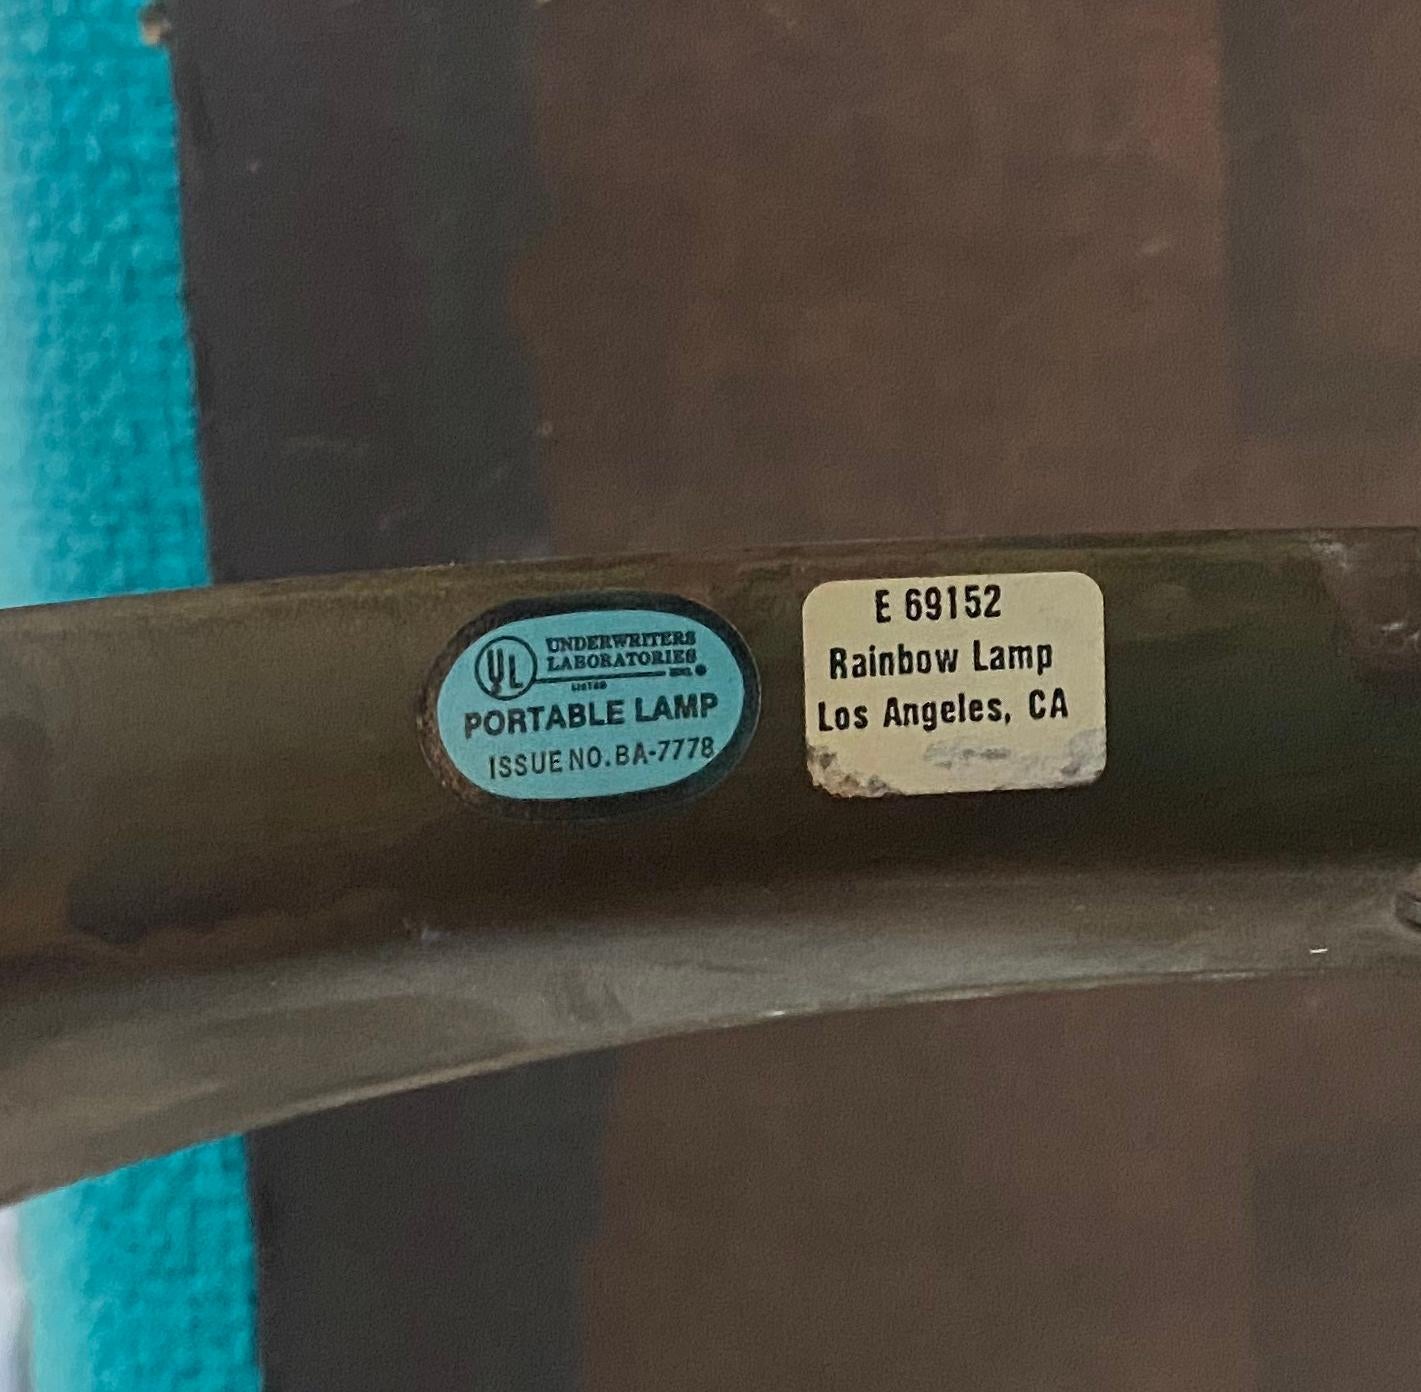 UL
UNDERWRITERS
LABORATORIES
INC. ®
LISTED
PORTABLE LAMP
ISSUE NO. BA-7778
E 69152
Rainbow Lamp
Los Angeles, CA